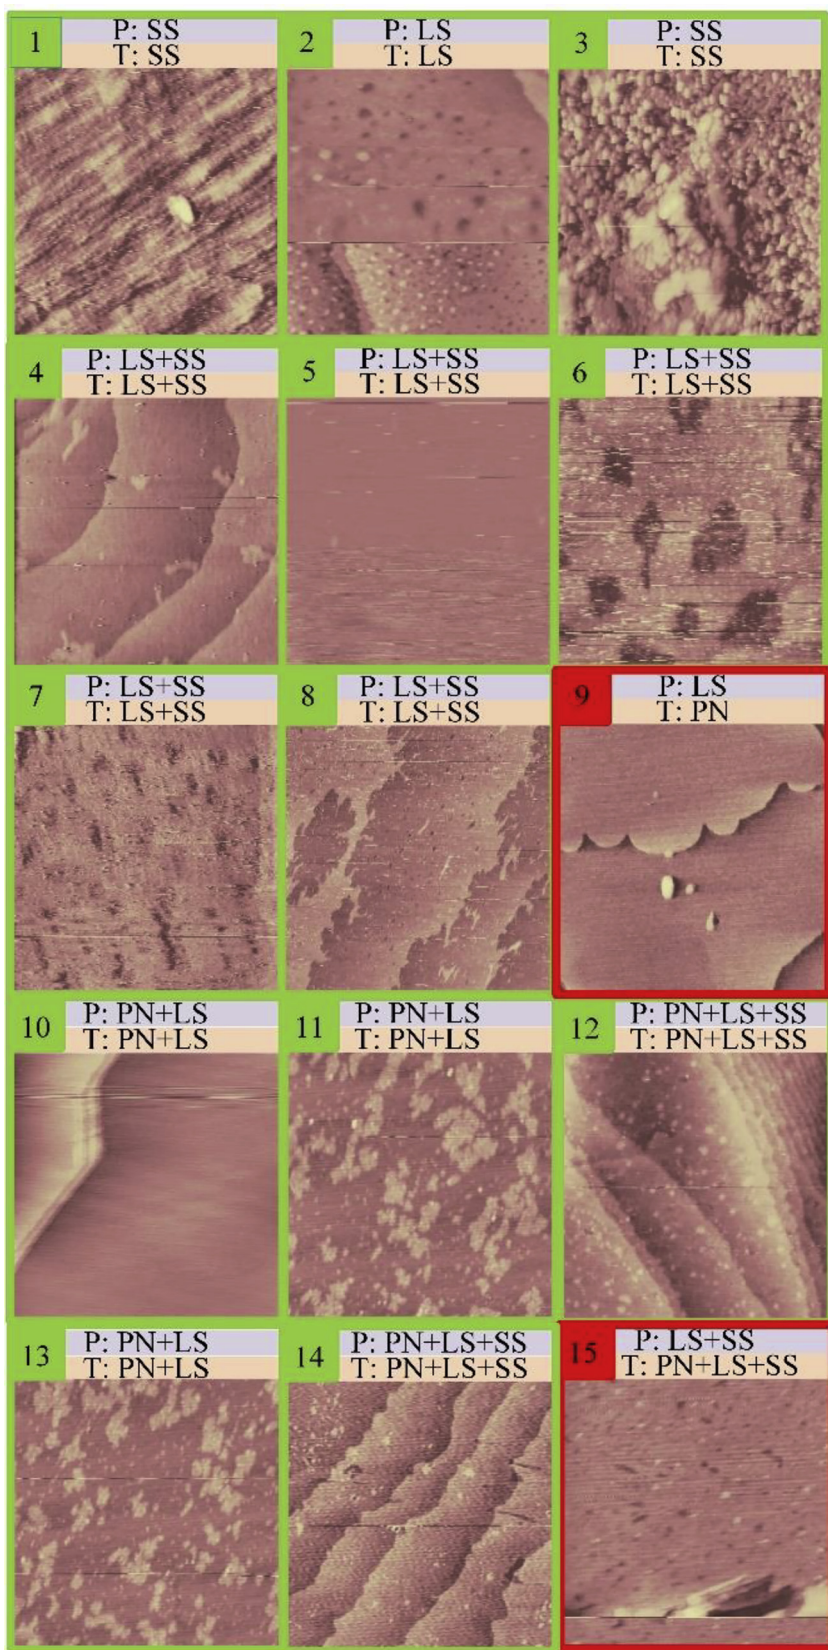 1
P: SS
T: SS
2
P: LS
T: LS
3
P: SS
T: SS
4
P: LS+SS
T: LS+SS
5
P: LS+SS
T: LS+SS
6
P: LS+SS
T: LS+SS
7
P: LS+SS
T: LS+SS
8
P: LS+SS
T: LS+SS
9
P: LS
T: PN
10
P: PN+LS
T: PN+LS
11
P: PN+LS
T: PN+LS
12
P: PN+LS+SS
T: PN+LS+SS
13
P: PN+LS
T: PN+LS
14
P: PN+LS+SS
T: PN+LS+SS
15
P: LS+SS
T: PN+LS+SS